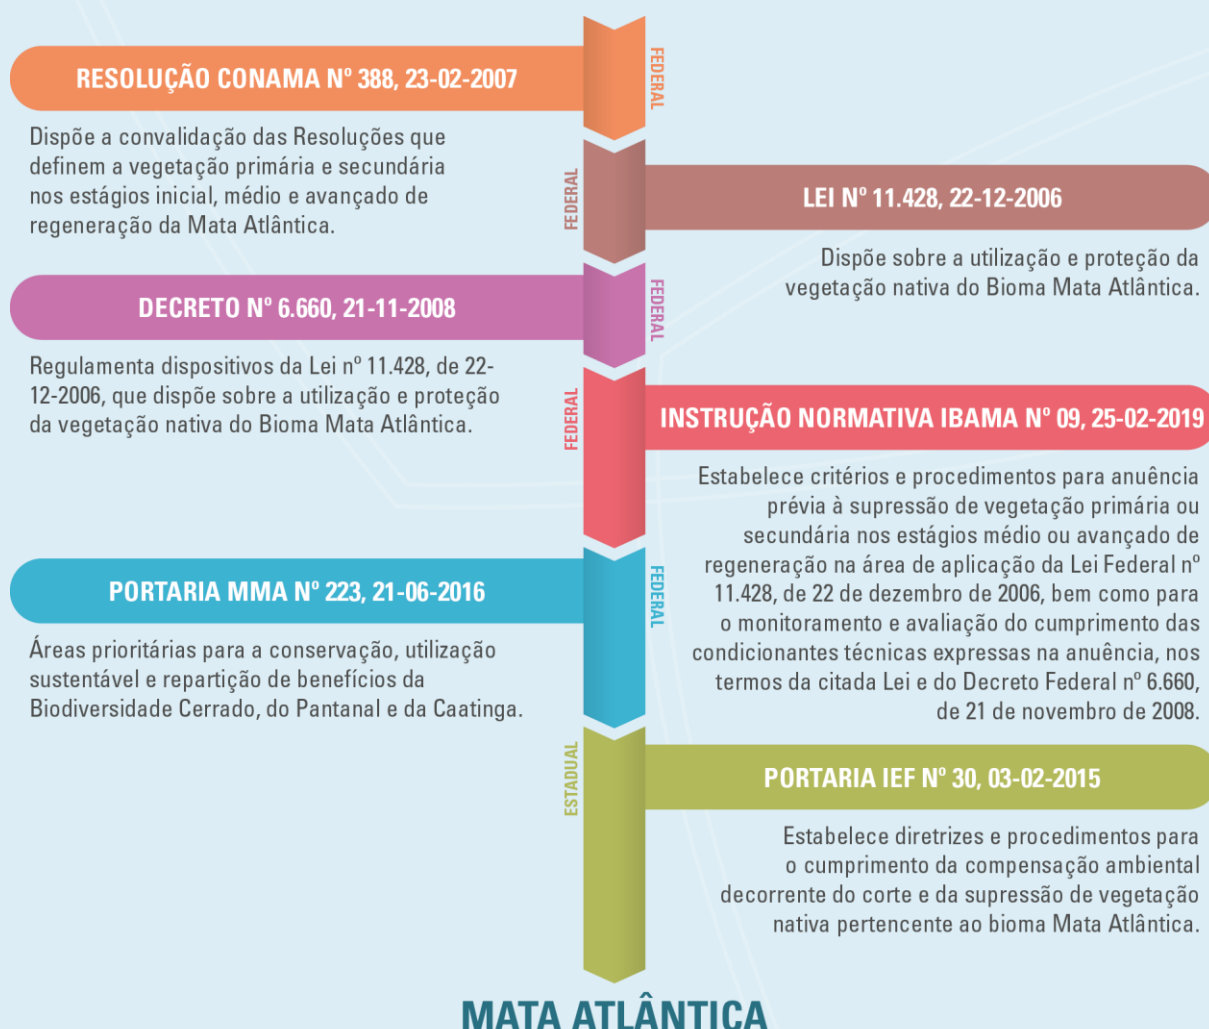 FEDERAL
RESOLUÇÃO CONAMA Nº 388, 23-02-2007
Dispõe a convalidação das Resoluções que
definem a vegetação primária e secundária
nos estágios inicial, médio e avançado de
regeneração da Mata Atlântica.
FEDERAL
LEI Nº 11.428, 22-12-2006
Dispõe sobre a utilização e proteção da
vegetação nativa do Bioma Mata Atlântica.
FEDERAL
DECRETO Nº 6.660, 21-11-2008
Regulamenta dispositivos da Lei nº 11.428, de 22-
12-2006, que dispõe sobre a utilização e proteção
da vegetação nativa do Bioma Mata Atlântica.
FEDERAL
INSTRUÇÃO NORMATIVA IBAMA Nº 09, 25-02-2019
Estabelece critérios e procedimentos para anuência
prévia à supressão de vegetação primária ou
secundária nos estágios médio ou avançado de
regeneração na área de aplicação da Lei Federal nº
11.428, de 22 de dezembro de 2006, bem como para
o monitoramento e avaliação do cumprimento das
condicionantes técnicas expressas na anuência, nos
termos da citada Lei e do Decreto Federal nº 6.660,
de 21 de novembro de 2008.
FEDERAL
PORTARIA MMA Nº 223, 21-06-2016
Áreas prioritárias para a conservação, utilização
sustentável e repartição de benefícios da
Biodiversidade Cerrado, do Pantanal e da Caatinga.
ESTADUAL
PORTARIA IEF Nº 30, 03-02-2015
Estabelece diretrizes e procedimentos para
o cumprimento da compensação ambiental
decorrente do corte e da supressão de vegetação
nativa pertencente ao bioma Mata Atlântica.
MATA ATLÂNTICA